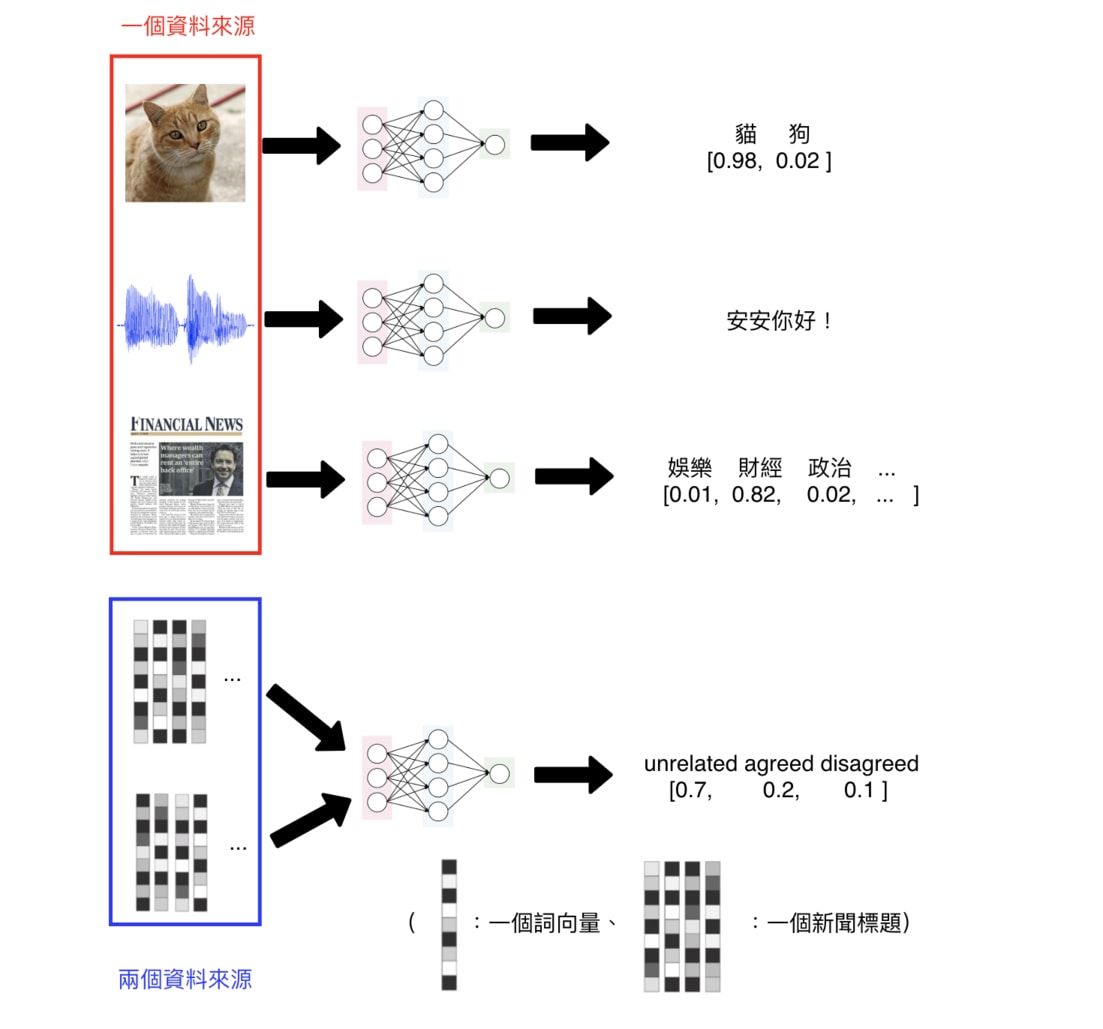 一個資料來源
貓 狗
[0.98, 0.02 ]
安安你好！
FINANCIAL NEWS
Where wealth
managers can
rent an 'entire
back office'
娛樂 財經 政治 ...
[0.01, 0.82, 0.02, ... ]
...
unrelated agreed disagreed
[0.7, 0.2, 0.1 ]
...
( ：一個詞向量、 ：一個新聞標題)
兩個資料來源